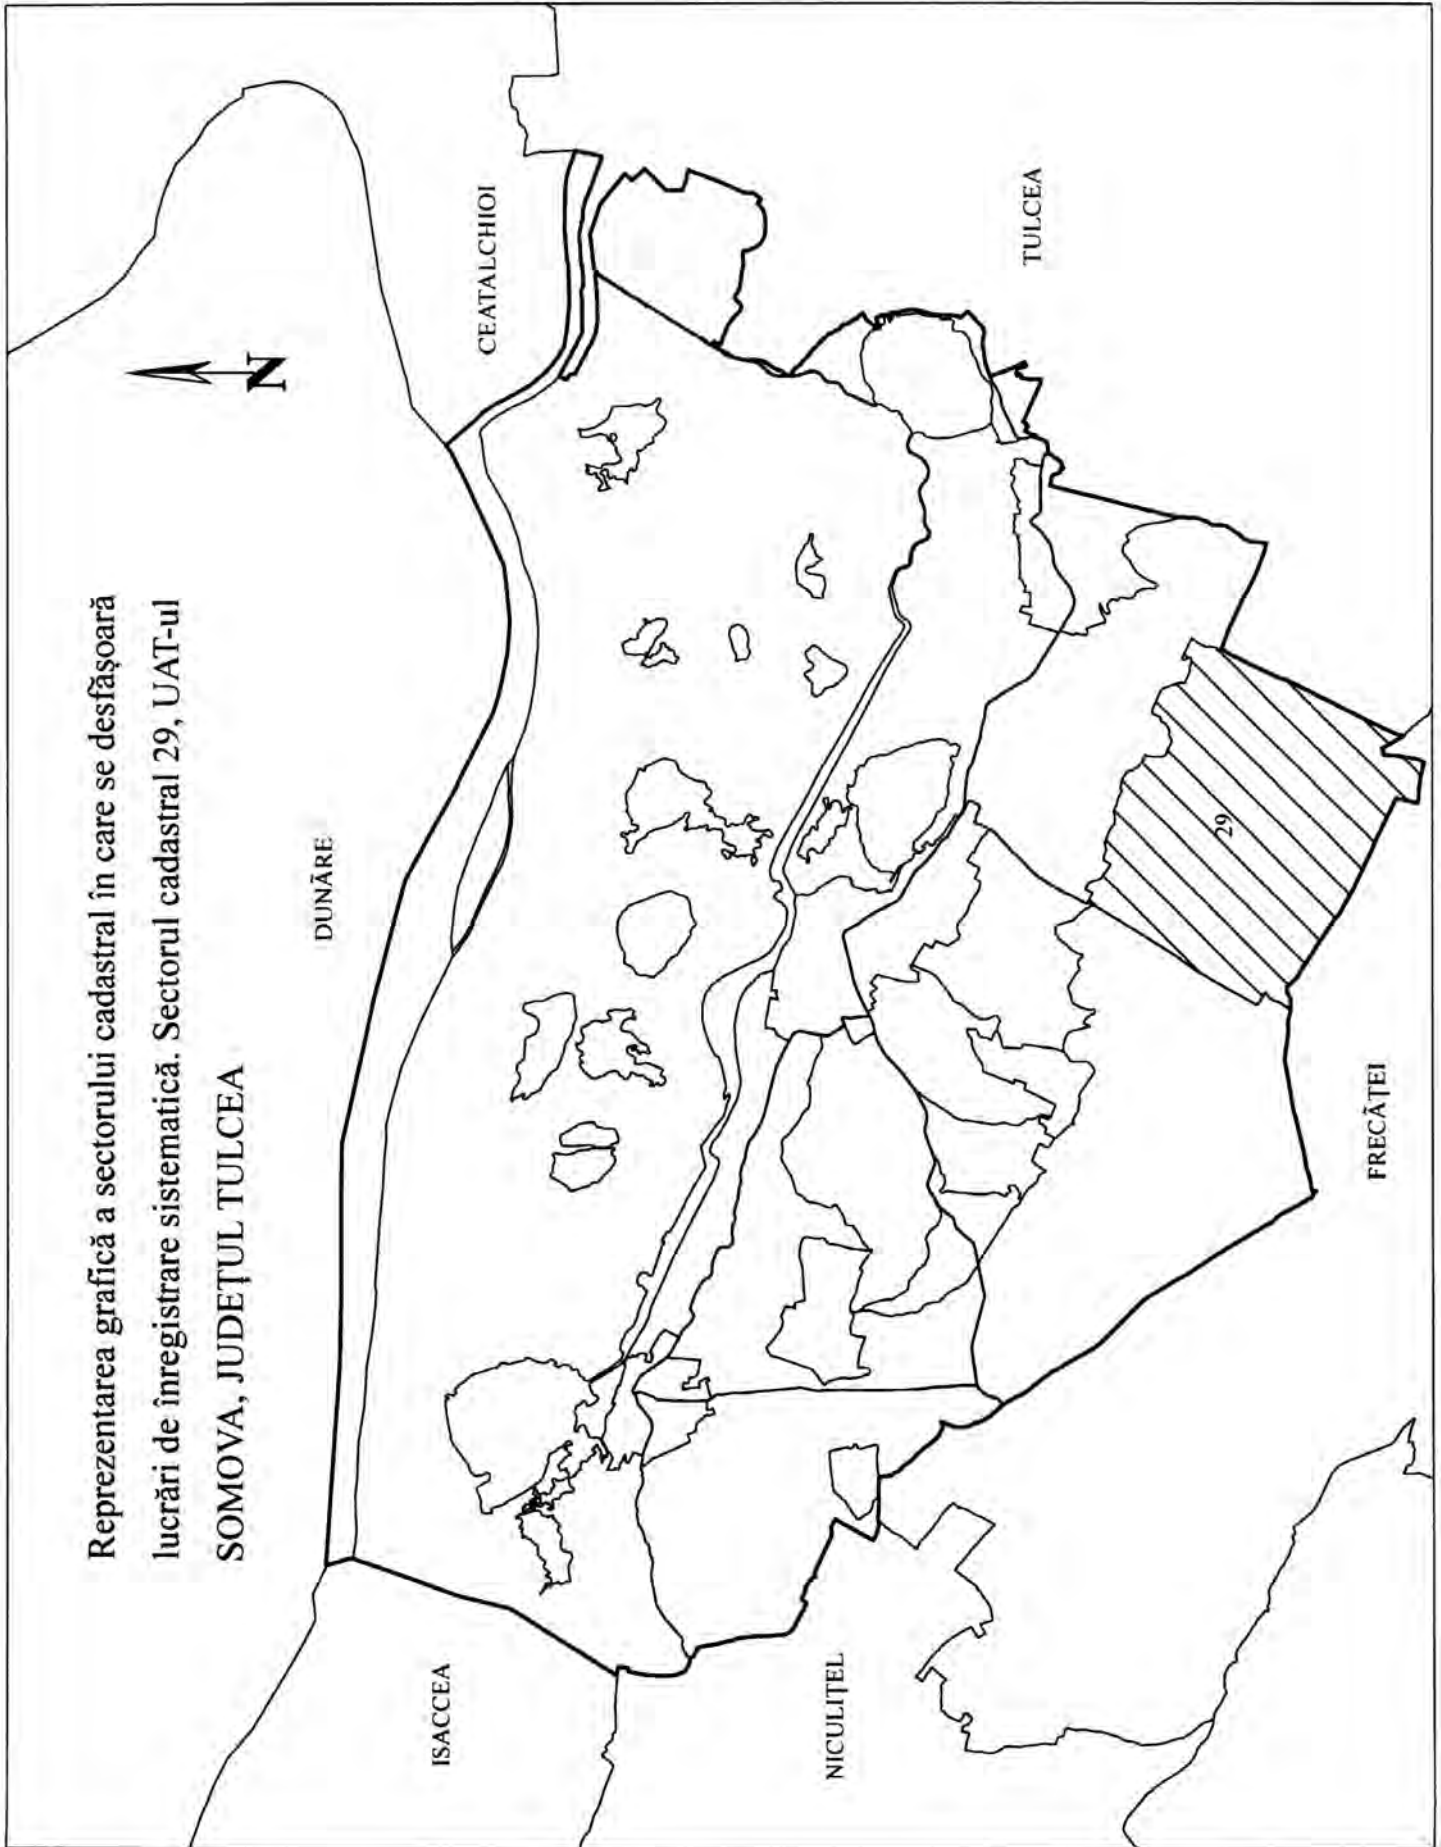 Reprezentarea grafică a sectorului cadastral în care se desfășoară
lucrări de înregistrare sistematică. Sectorul cadastral 29, UAT-ul
SOMOVA, JUDEȚUL TULCEA
DUNĂRE
N
CEATALCHIOI
ISACCEA
TULCEA
29
NICULIȚEL
FRECĂȚEI